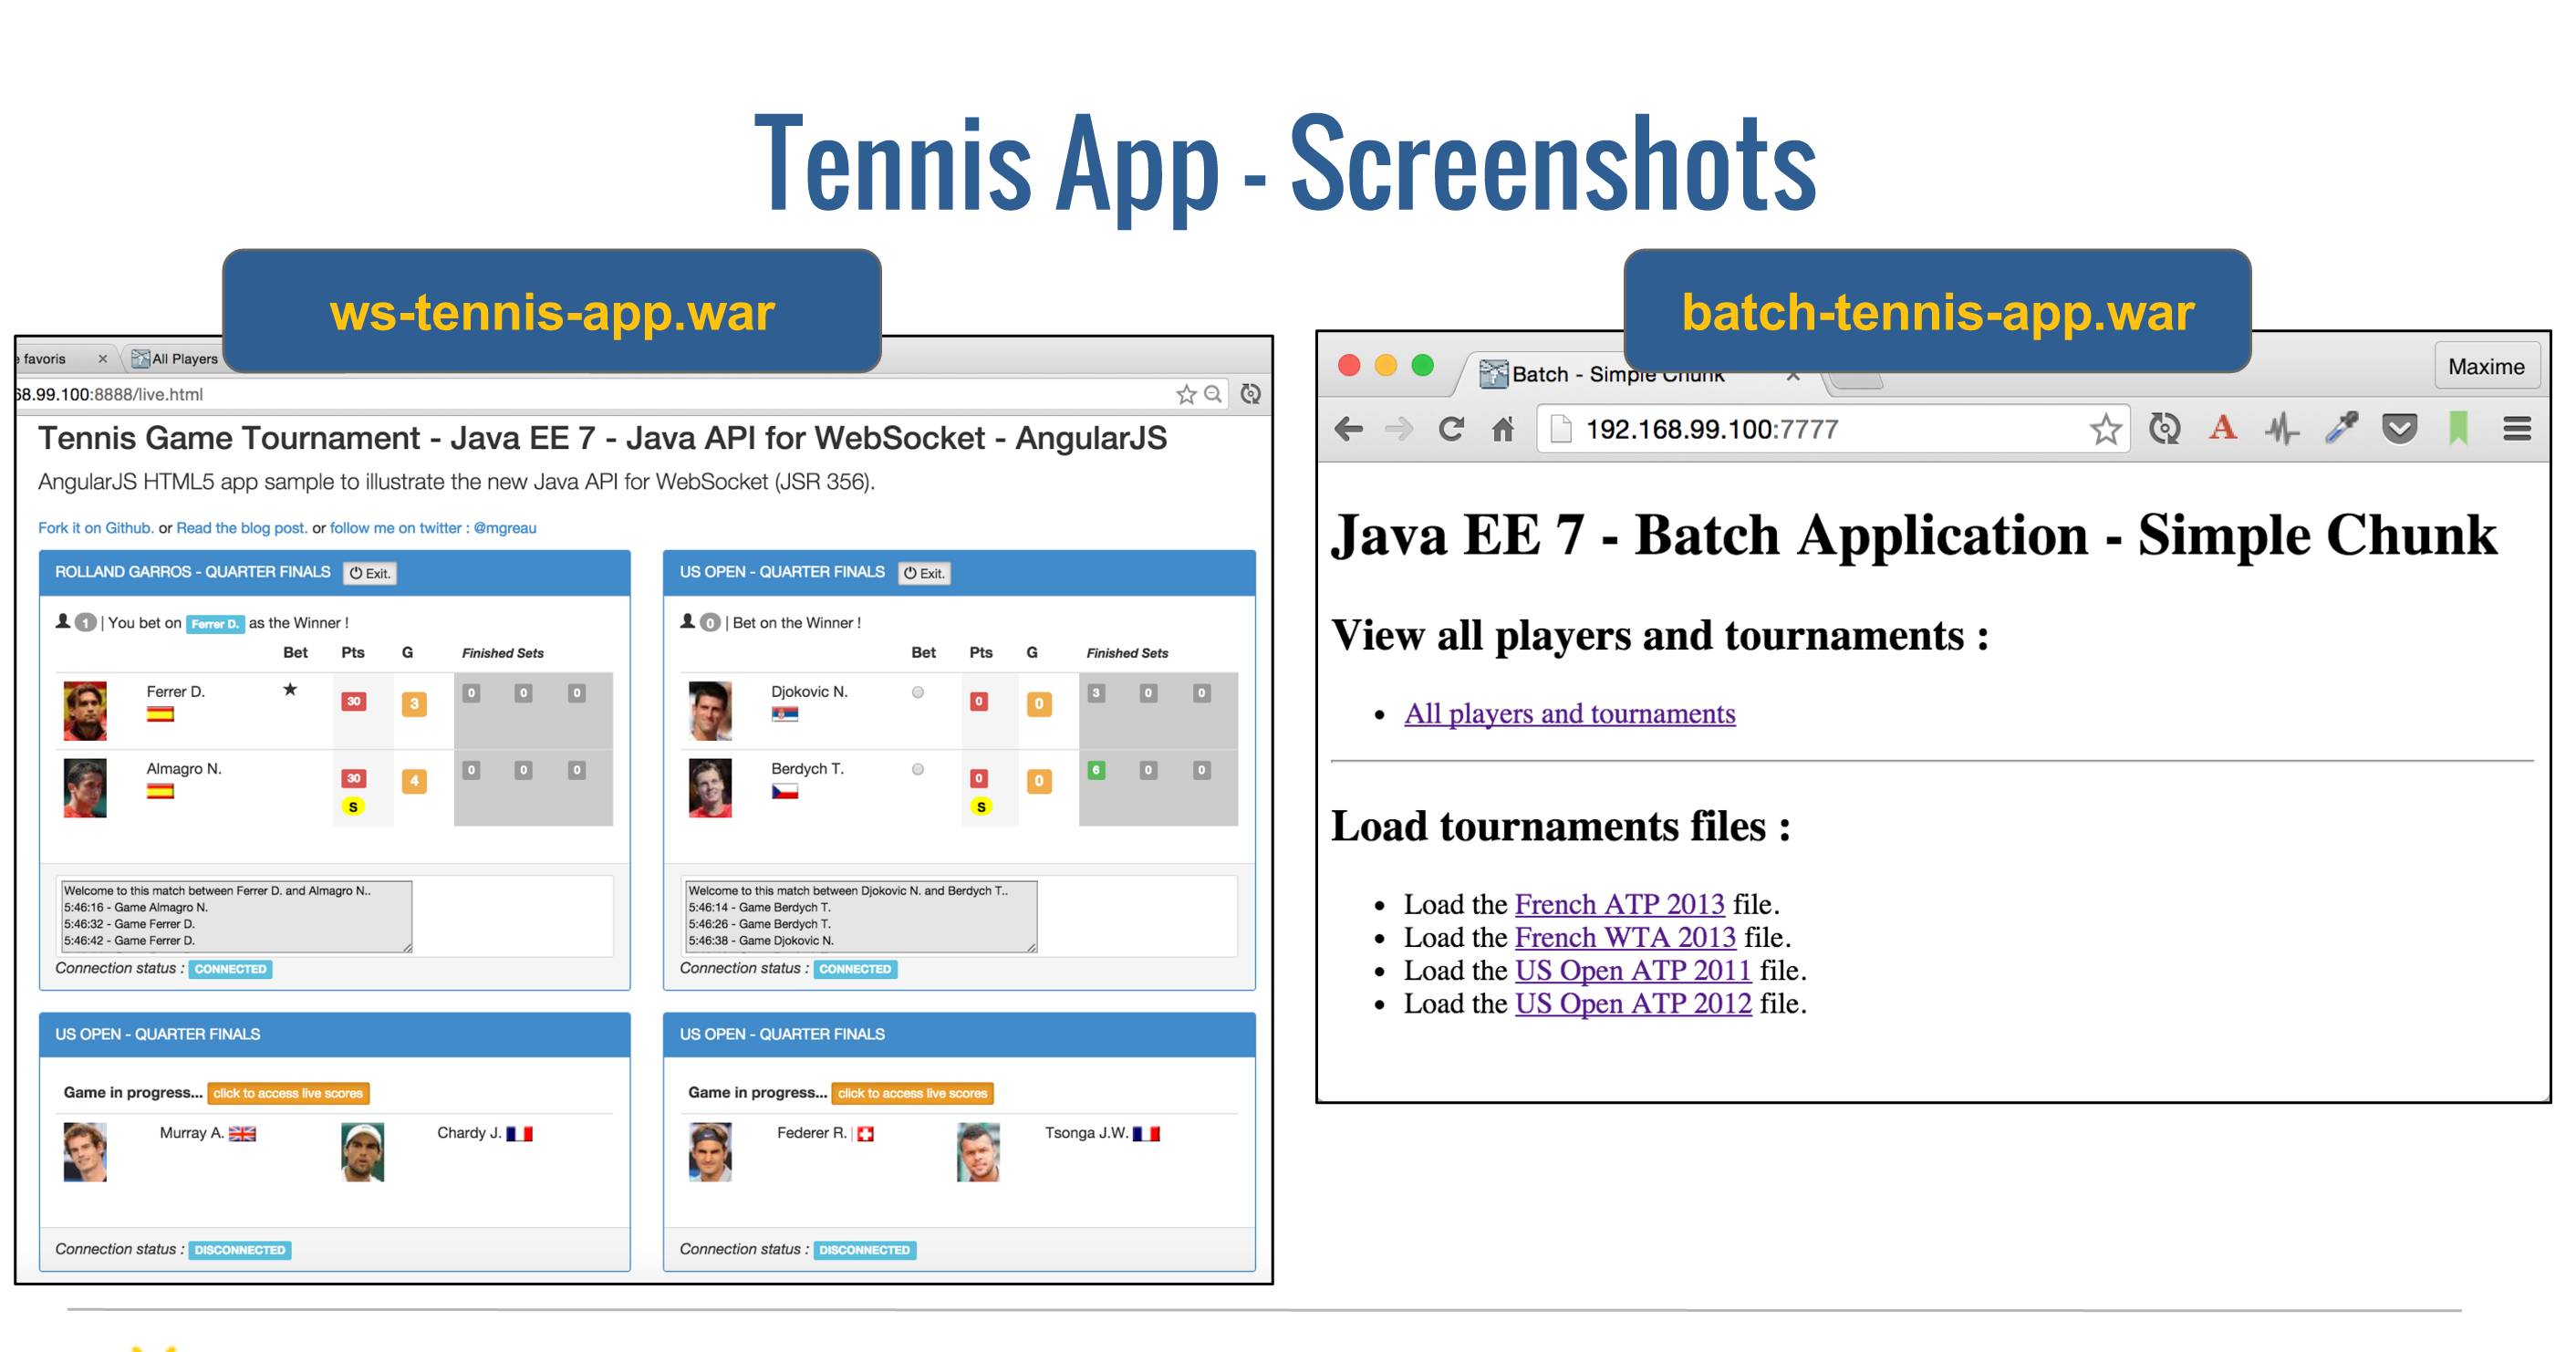 Tennis App - Screenshots
ws-tennis-app.war
favoris × All Players
68.99.100:8888/live.html
Tennis Game Tournament - Java EE 7 - Java API for WebSocket - AngularJS
AngularJS HTML5 app sample to illustrate the new Java API for WebSocket (JSR 356).
Fork it on Github. or Read the blog post. or follow me on twitter : @mgreau
ROLLAND GARROS - QUARTER FINALS Exit.
1 | You bet on Ferrer D. as the Winner !
Bet Pts G Finished Sets
Ferrer D. ★ 30 3 0 0 0
Almagro N. 30 4 0 0 0
S
Welcome to this match between Ferrer D. and Almagro N..
5:46:16 - Game Almagro N.
5:46:32 - Game Ferrer D.
5:46:42 - Game Ferrer D.
Connection status : CONNECTED
US OPEN - QUARTER FINALS Exit.
0 | Bet on the Winner !
Bet Pts G Finished Sets
Djokovic N. 0 0 3 0 0
Berdych T. 0 0 6 0 0
S
Welcome to this match between Djokovic N. and Berdych T..
5:46:14 - Game Berdych T.
5:46:26 - Game Berdych T.
5:46:38 - Game Djokovic N.
Connection status : CONNECTED
US OPEN - QUARTER FINALS
Game in progress... click to access live scores
Murray A. Chardy J.
Connection status : DISCONNECTED
US OPEN - QUARTER FINALS
Game in progress... click to access live scores
Federer R. Tsonga J.W.
Connection status : DISCONNECTED
batch-tennis-app.war
Batch - Simple Chunk ×
Maxime
192.168.99.100:7777
Java EE 7 - Batch Application - Simple Chunk
View all players and tournaments :
• All players and tournaments
Load tournaments files :
• Load the French ATP 2013 file.
• Load the French WTA 2013 file.
• Load the US Open ATP 2011 file.
• Load the US Open ATP 2012 file.